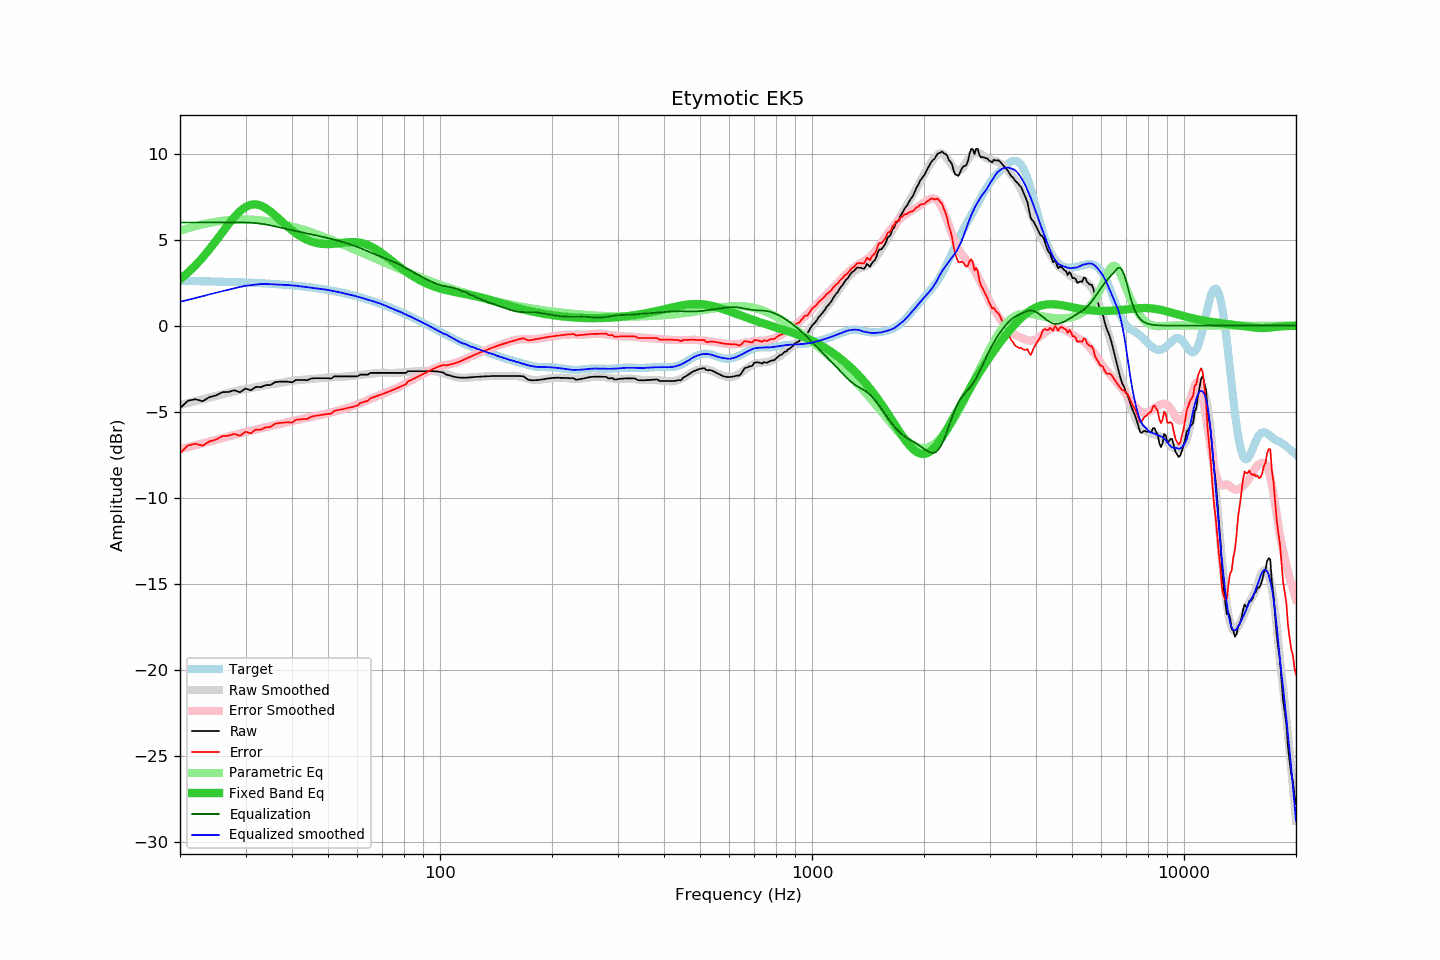 Etymotic EK5
10
5
0
−5
−10
−15
−20
−25
−30
Amplitude (dBr)
Target
Raw Smoothed
Error Smoothed
Raw
Error
Parametric Eq
Fixed Band Eq
Equalization
Equalized smoothed
100 1000 10000
Frequency (Hz)